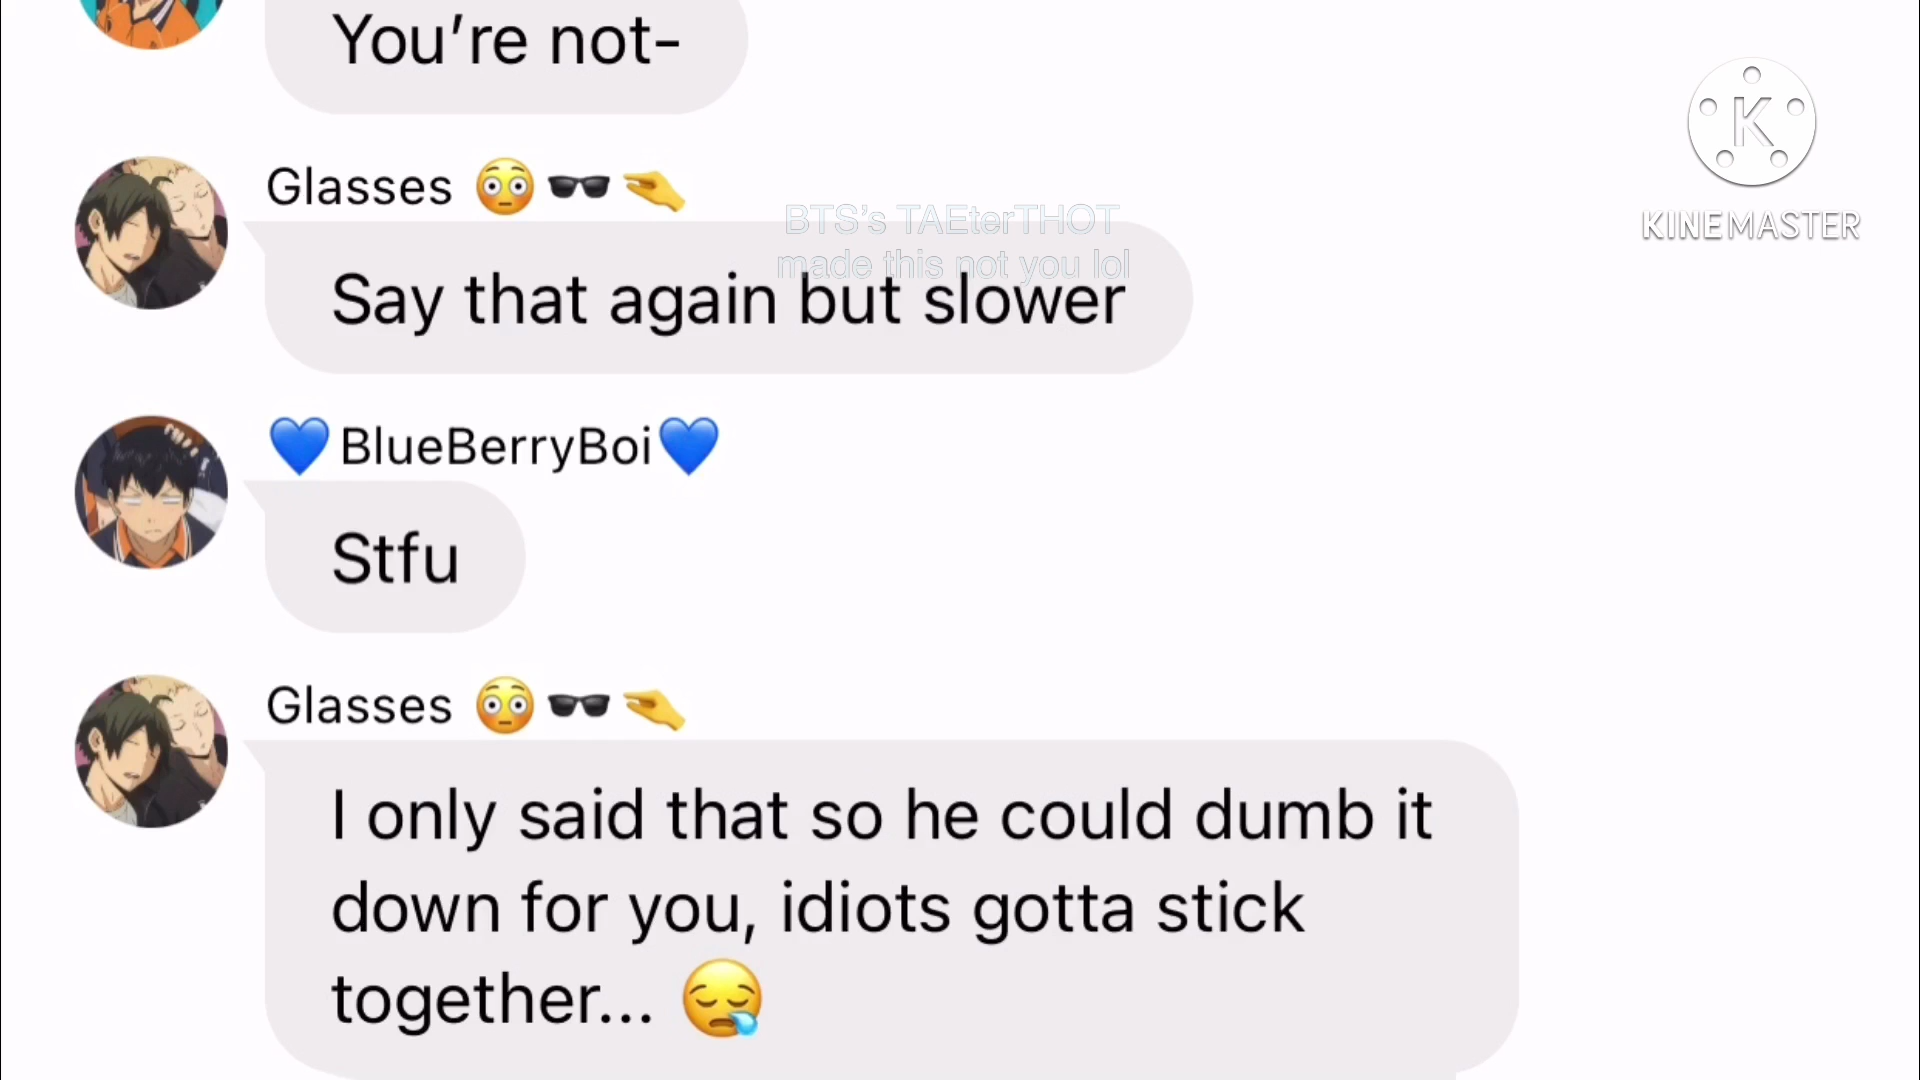 You're not-
Glasses 😳🕶️🤏
BTS's TAEterTHOT
made this not you lol
Say that again but slower
💙BlueBerryBoi💙
Stfu
Glasses 😳🕶️🤏
I only said that so he could dumb it
down for you, idiots gotta stick
together... 😪
K
KINEMASTER